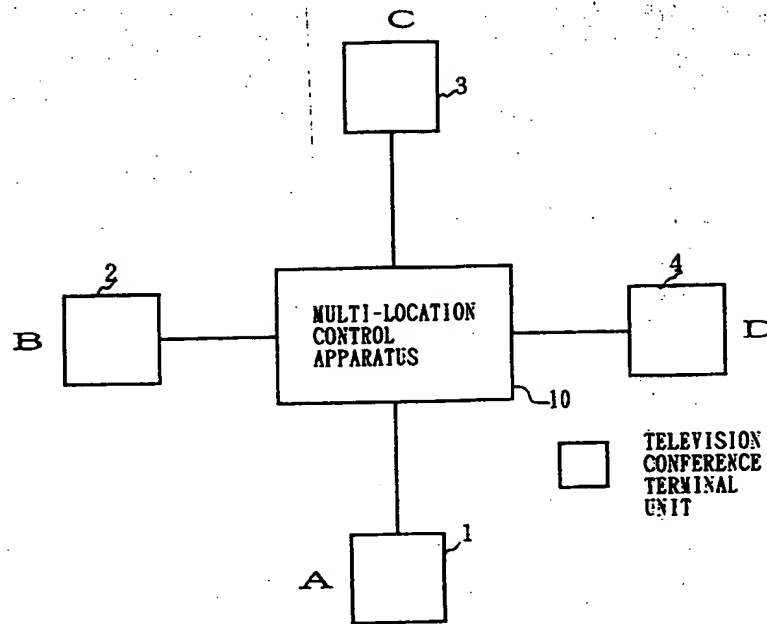 C
3
2
B
MULTI-LOCATION
CONTROL
APPARATUS
4
D
10
TELEVISION
CONFERENCE
TERMINAL
UNIT
1
A